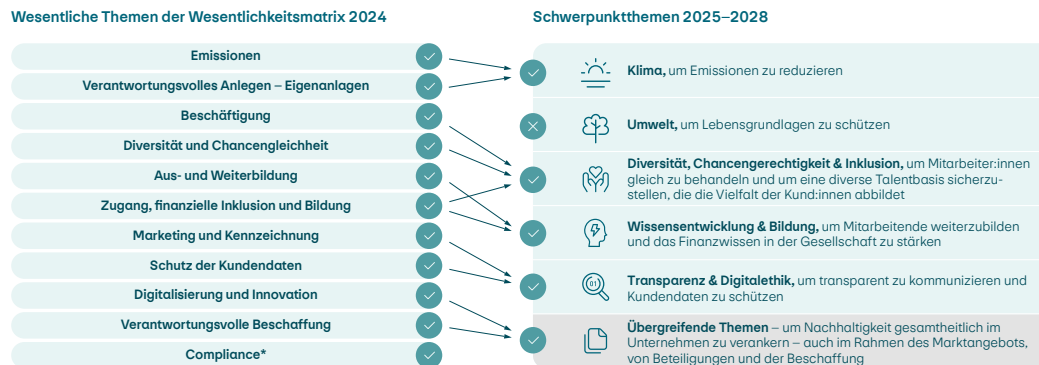 Wesentliche Themen der Wesentlichkeitsmatrix 2024
Emissionen
Verantwortungsvolles Anlegen – Eigenanlagen
Beschäftigung
Diversität und Chancengleichheit
Aus- und Weiterbildung
Zugang, finanzielle Inklusion und Bildung
Marketing und Kennzeichnung
Schutz der Kundendaten
Digitalisierung und Innovation
Verantwortungsvolle Beschaffung
Compliance*
Schwerpunktthemen 2025–2028
Klima, um Emissionen zu reduzieren
Umwelt, um Lebensgrundlagen zu schützen
Diversität, Chancengerechtigkeit & Inklusion, um Mitarbeiter:innen
gleich zu behandeln und um eine diverse Talentbasis sicherzu-
stellen, die die Vielfalt der Kund:innen abbildet
Wissensentwicklung & Bildung, um Mitarbeitende weiterzubilden
und das Finanzwissen in der Gesellschaft zu stärken
01
Transparenz & Digitalethik, um transparent zu kommunizieren und
Kundendaten zu schützen
Übergreifende Themen – um Nachhaltigkeit gesamtheitlich im
Unternehmen zu verankern – auch im Rahmen des Marktangebots,
von Beteiligungen und der Beschaffung